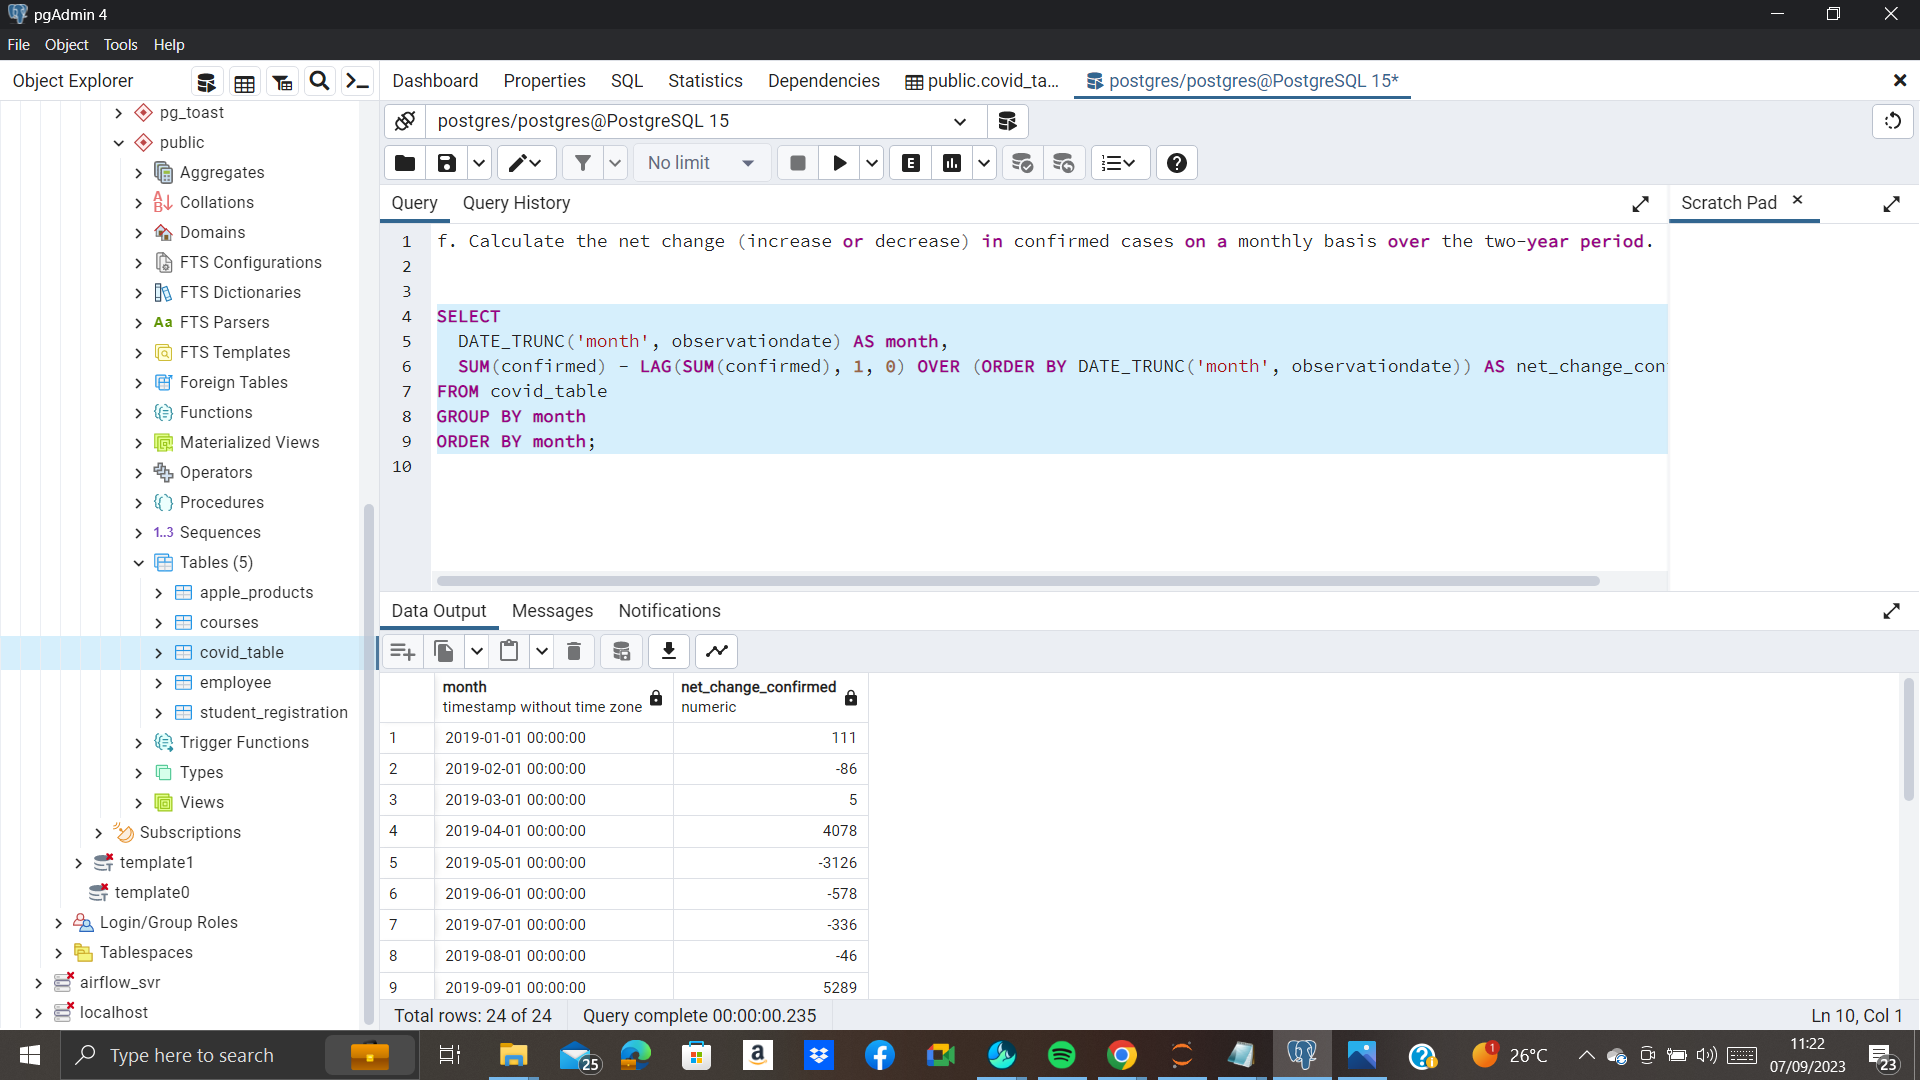 pgAdmin 4
File Object Tools Help
Object Explorer
Dashboard Properties SQL Statistics Dependencies public.covid_ta... postgres/postgres@PostgreSQL 15*
pg_toast
public
Aggregates
Collations
Domains
FTS Configurations
FTS Dictionaries
Aa FTS Parsers
FTS Templates
Foreign Tables
Functions
Materialized Views
Operators
Procedures
1..3 Sequences
Tables (5)
apple_products
courses
covid_table
employee
student_registration
Trigger Functions
Types
Views
Subscriptions
template1
template0
Login/Group Roles
Tablespaces
airflow_svr
localhost
postgres/postgres@PostgreSQL 15
No limit
E
Query Query History
Scratch Pad
1 f. Calculate the net change (increase or decrease) in confirmed cases on a monthly basis over the two-year period.
2
3
4 SELECT
5 DATE_TRUNC('month', observationdate) AS month,
6 SUM(confirmed) - LAG(SUM(confirmed), 1, 0) OVER (ORDER BY DATE_TRUNC('month', observationdate)) AS net_change_con
7 FROM covid_table
8 GROUP BY month
9 ORDER BY month;
10
Data Output Messages Notifications
month net_change_confirmed
timestamp without time zone numeric
1 2019-01-01 00:00:00 111
2 2019-02-01 00:00:00 -86
3 2019-03-01 00:00:00 5
4 2019-04-01 00:00:00 4078
5 2019-05-01 00:00:00 -3126
6 2019-06-01 00:00:00 -578
7 2019-07-01 00:00:00 -336
8 2019-08-01 00:00:00 -46
9 2019-09-01 00:00:00 5289
Total rows: 24 of 24 Query complete 00:00:00.235 Ln 10, Col 1
Type here to search
25
1
26°C
11:22
07/09/2023
23